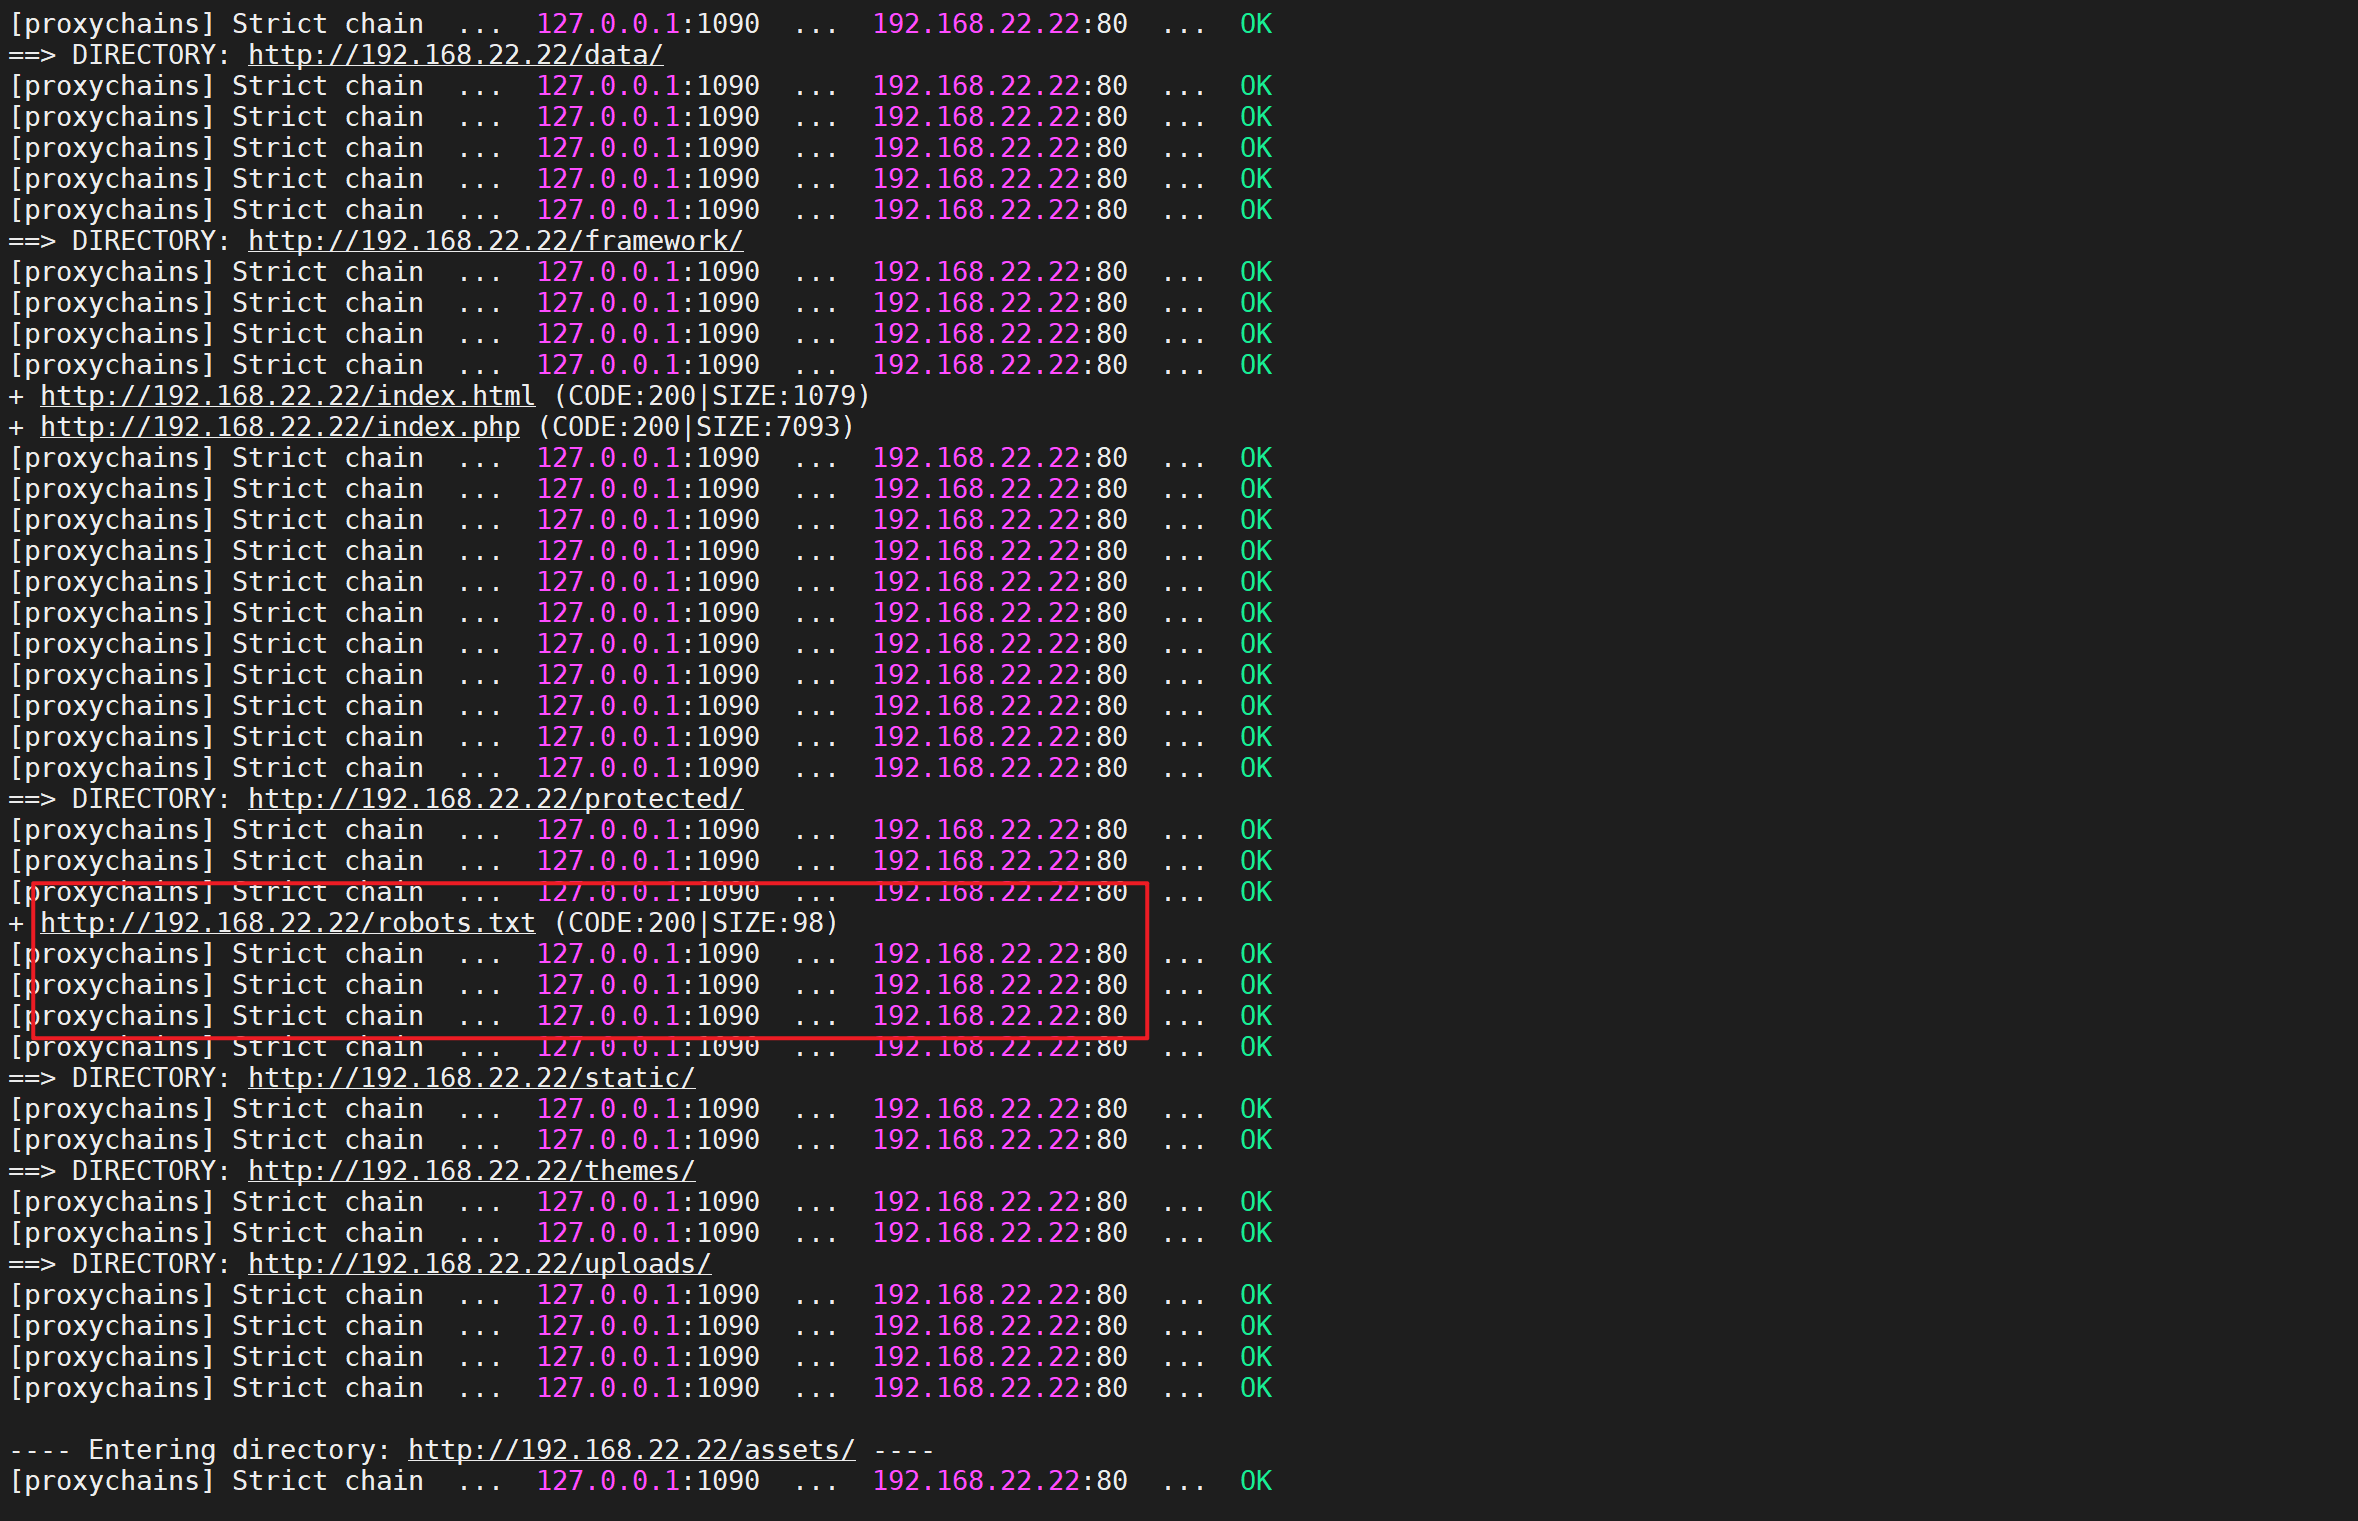 [proxychains] Strict chain  ...  127.0.0.1:1090  ...  192.168.22.22:80  ...  OK
==> DIRECTORY: http://192.168.22.22/data/
[proxychains] Strict chain  ...  127.0.0.1:1090  ...  192.168.22.22:80  ...  OK
[proxychains] Strict chain  ...  127.0.0.1:1090  ...  192.168.22.22:80  ...  OK
[proxychains] Strict chain  ...  127.0.0.1:1090  ...  192.168.22.22:80  ...  OK
[proxychains] Strict chain  ...  127.0.0.1:1090  ...  192.168.22.22:80  ...  OK
[proxychains] Strict chain  ...  127.0.0.1:1090  ...  192.168.22.22:80  ...  OK
==> DIRECTORY: http://192.168.22.22/framework/
[proxychains] Strict chain  ...  127.0.0.1:1090  ...  192.168.22.22:80  ...  OK
[proxychains] Strict chain  ...  127.0.0.1:1090  ...  192.168.22.22:80  ...  OK
[proxychains] Strict chain  ...  127.0.0.1:1090  ...  192.168.22.22:80  ...  OK
[proxychains] Strict chain  ...  127.0.0.1:1090  ...  192.168.22.22:80  ...  OK
+ http://192.168.22.22/index.html (CODE:200|SIZE:1079)
+ http://192.168.22.22/index.php (CODE:200|SIZE:7093)
[proxychains] Strict chain  ...  127.0.0.1:1090  ...  192.168.22.22:80  ...  OK
[proxychains] Strict chain  ...  127.0.0.1:1090  ...  192.168.22.22:80  ...  OK
[proxychains] Strict chain  ...  127.0.0.1:1090  ...  192.168.22.22:80  ...  OK
[proxychains] Strict chain  ...  127.0.0.1:1090  ...  192.168.22.22:80  ...  OK
[proxychains] Strict chain  ...  127.0.0.1:1090  ...  192.168.22.22:80  ...  OK
[proxychains] Strict chain  ...  127.0.0.1:1090  ...  192.168.22.22:80  ...  OK
[proxychains] Strict chain  ...  127.0.0.1:1090  ...  192.168.22.22:80  ...  OK
[proxychains] Strict chain  ...  127.0.0.1:1090  ...  192.168.22.22:80  ...  OK
[proxychains] Strict chain  ...  127.0.0.1:1090  ...  192.168.22.22:80  ...  OK
[proxychains] Strict chain  ...  127.0.0.1:1090  ...  192.168.22.22:80  ...  OK
[proxychains] Strict chain  ...  127.0.0.1:1090  ...  192.168.22.22:80  ...  OK
==> DIRECTORY: http://192.168.22.22/protected/
[proxychains] Strict chain  ...  127.0.0.1:1090  ...  192.168.22.22:80  ...  OK
[proxychains] Strict chain  ...  127.0.0.1:1090  ...  192.168.22.22:80  ...  OK
[proxychains] Strict chain  ...  127.0.0.1:1090  ...  192.168.22.22:80  ...  OK
+ http://192.168.22.22/robots.txt (CODE:200|SIZE:98)
[proxychains] Strict chain  ...  127.0.0.1:1090  ...  192.168.22.22:80  ...  OK
[proxychains] Strict chain  ...  127.0.0.1:1090  ...  192.168.22.22:80  ...  OK
[proxychains] Strict chain  ...  127.0.0.1:1090  ...  192.168.22.22:80  ...  OK
[proxychains] Strict chain  ...  127.0.0.1:1090  ...  192.168.22.22:80  ...  OK
==> DIRECTORY: http://192.168.22.22/static/
[proxychains] Strict chain  ...  127.0.0.1:1090  ...  192.168.22.22:80  ...  OK
[proxychains] Strict chain  ...  127.0.0.1:1090  ...  192.168.22.22:80  ...  OK
==> DIRECTORY: http://192.168.22.22/themes/
[proxychains] Strict chain  ...  127.0.0.1:1090  ...  192.168.22.22:80  ...  OK
[proxychains] Strict chain  ...  127.0.0.1:1090  ...  192.168.22.22:80  ...  OK
==> DIRECTORY: http://192.168.22.22/uploads/
[proxychains] Strict chain  ...  127.0.0.1:1090  ...  192.168.22.22:80  ...  OK
[proxychains] Strict chain  ...  127.0.0.1:1090  ...  192.168.22.22:80  ...  OK
[proxychains] Strict chain  ...  127.0.0.1:1090  ...  192.168.22.22:80  ...  OK
[proxychains] Strict chain  ...  127.0.0.1:1090  ...  192.168.22.22:80  ...  OK
---- Entering directory: http://192.168.22.22/assets/ ----
[proxychains] Strict chain  ...  127.0.0.1:1090  ...  192.168.22.22:80  ...  OK